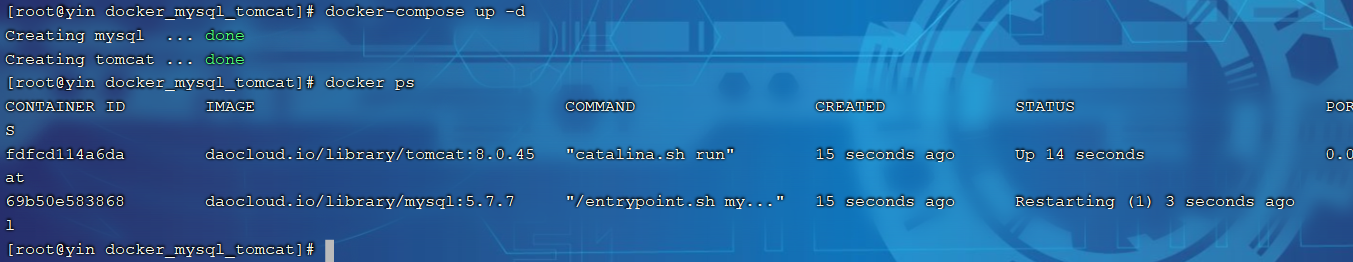 [root@yin docker_mysql_tomcat]# docker-compose up -d
Creating mysql  ... done
Creating tomcat ... done
[root@yin docker_mysql_tomcat]# docker ps
CONTAINER ID        IMAGE                               COMMAND                  CREATED             STATUS                         POR
S
fdfcd114a6da        daocloud.io/library/tomcat:8.0.45   "catalina.sh run"        15 seconds ago      Up 14 seconds                  0.0
at
69b50e583868        daocloud.io/library/mysql:5.7.7     "/entrypoint.sh my..."   15 seconds ago      Restarting (1) 3 seconds ago
l
[root@yin docker_mysql_tomcat]#